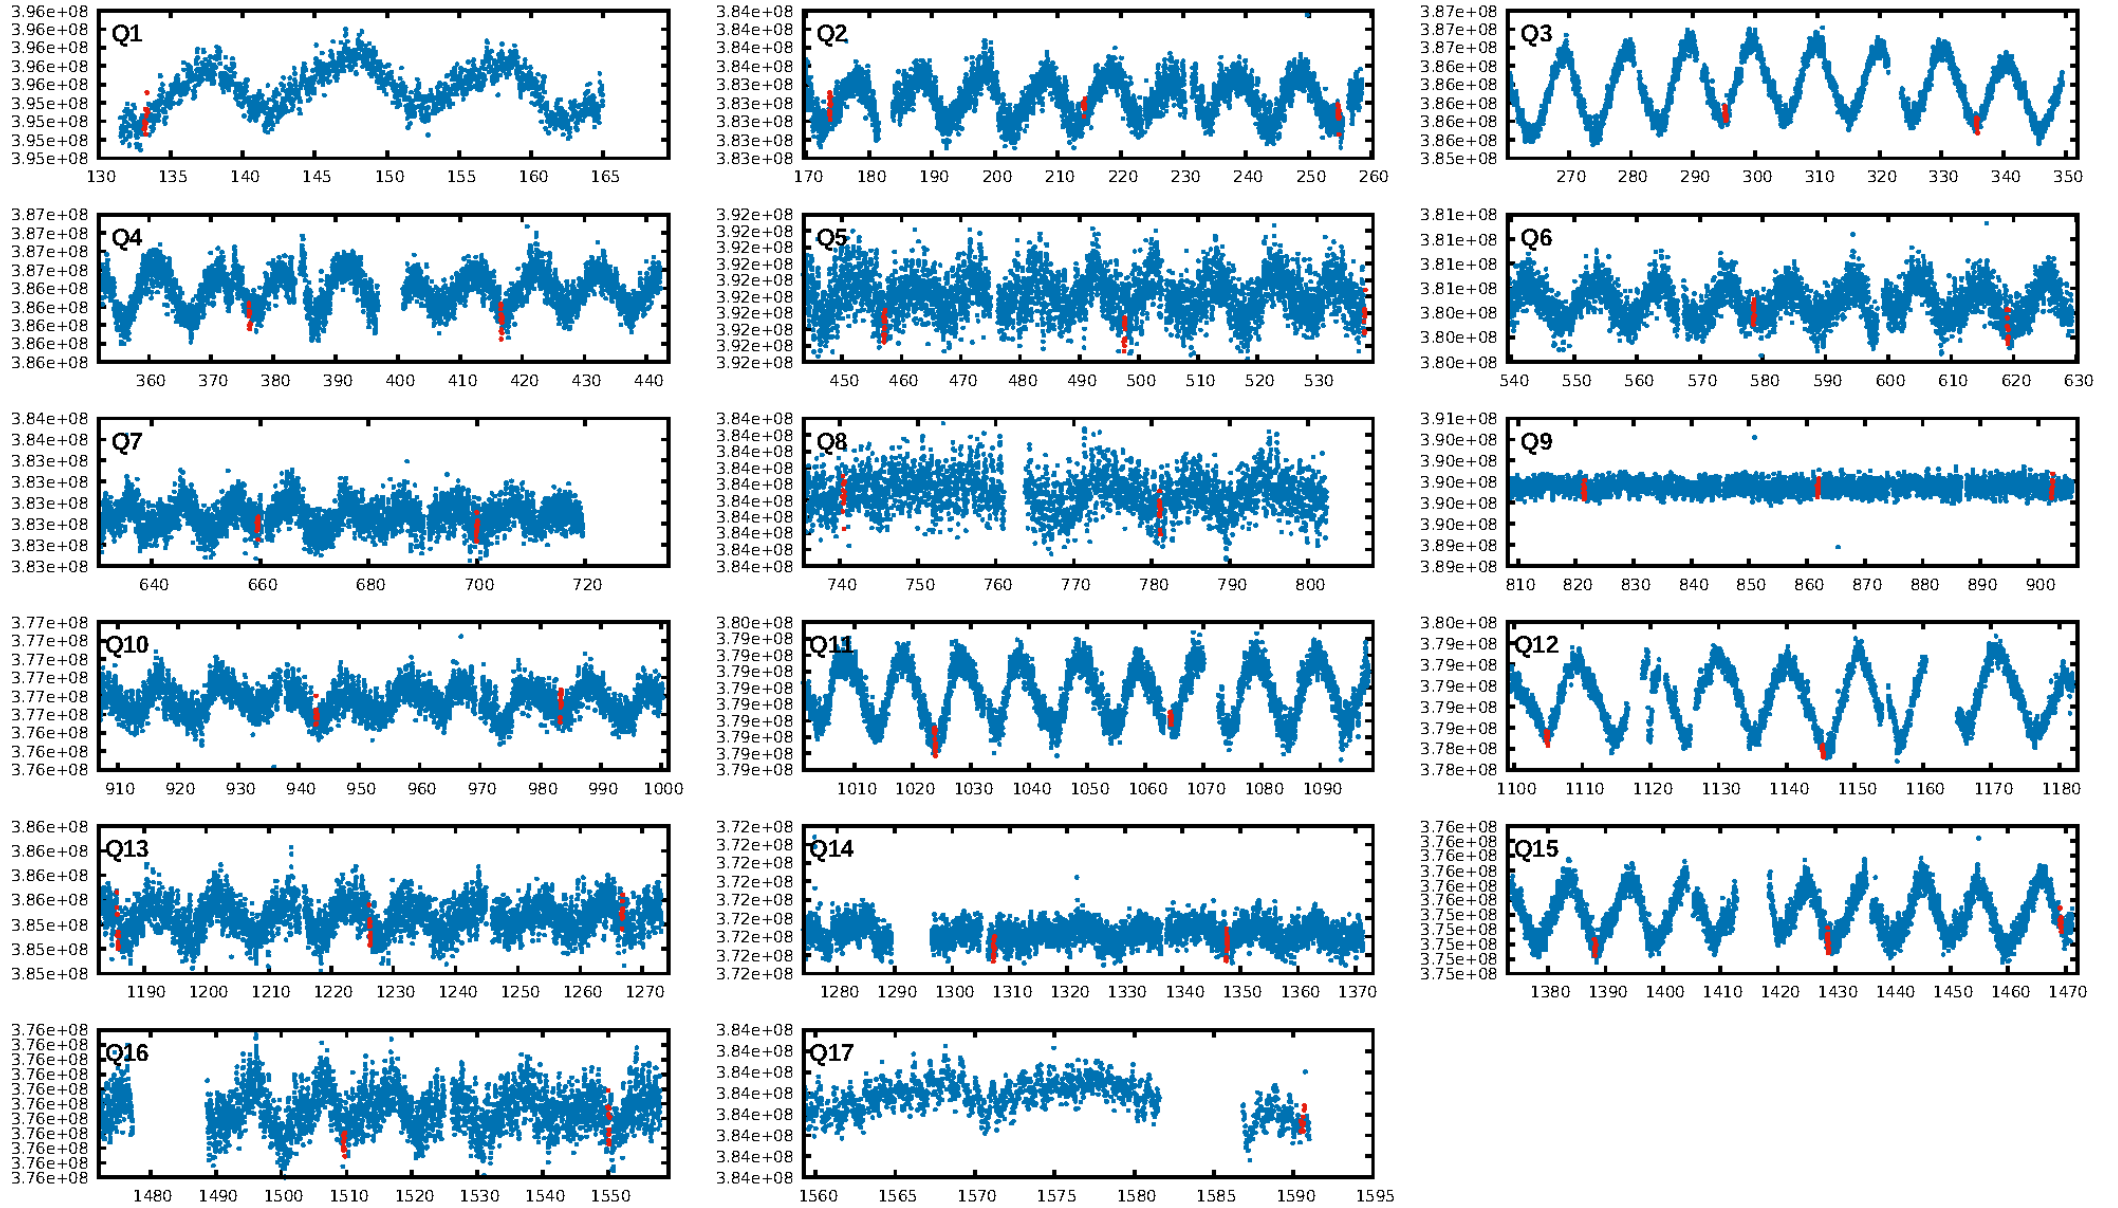 Q1
3.96e+08
3.96e+08
3.96e+08
3.96e+08
3.96e+08
3.95e+08
3.95e+08
3.95e+08
3.95e+08
130 135 140 145 150 155 160 165
Q2
3.84e+08
3.84e+08
3.84e+08
3.84e+08
3.83e+08
3.83e+08
3.83e+08
3.83e+08
3.83e+08
170 180 190 200 210 220 230 240 250 260
Q3
3.87e+08
3.87e+08
3.87e+08
3.86e+08
3.86e+08
3.86e+08
3.86e+08
3.86e+08
3.85e+08
270 280 290 300 310 320 330 340 350
Q4
3.87e+08
3.87e+08
3.87e+08
3.87e+08
3.86e+08
3.86e+08
3.86e+08
3.86e+08
3.86e+08
360 370 380 390 400 410 420 430 440
Q5
3.92e+08
3.92e+08
3.92e+08
3.92e+08
3.92e+08
3.92e+08
3.92e+08
3.92e+08
3.92e+08
3.92e+08
450 460 470 480 490 500 510 520 530
Q6
3.81e+08
3.81e+08
3.81e+08
3.81e+08
3.80e+08
3.80e+08
3.80e+08
540 550 560 570 580 590 600 610 620 630
Q7
3.84e+08
3.84e+08
3.83e+08
3.83e+08
3.83e+08
3.83e+08
3.83e+08
3.83e+08
640 660 680 700 720
Q8
3.84e+08
3.84e+08
3.84e+08
3.84e+08
3.84e+08
3.84e+08
3.84e+08
3.84e+08
3.84e+08
3.84e+08
740 750 760 770 780 790 800
Q9
3.91e+08
3.90e+08
3.90e+08
3.90e+08
3.90e+08
3.90e+08
3.89e+08
3.89e+08
810 820 830 840 850 860 870 880 890 900
Q10
3.77e+08
3.77e+08
3.77e+08
3.77e+08
3.77e+08
3.77e+08
3.76e+08
3.76e+08
3.76e+08
910 920 930 940 950 960 970 980 990 1000
Q11
3.80e+08
3.79e+08
3.79e+08
3.79e+08
3.79e+08
3.79e+08
3.79e+08
3.79e+08
3.79e+08
3.79e+08
1010 1020 1030 1040 1050 1060 1070 1080 1090
Q12
3.80e+08
3.79e+08
3.79e+08
3.79e+08
3.79e+08
3.79e+08
3.78e+08
3.78e+08
1100 1110 1120 1130 1140 1150 1160 1170 1180
Q13
3.86e+08
3.86e+08
3.86e+08
3.86e+08
3.85e+08
3.85e+08
3.85e+08
1190 1200 1210 1220 1230 1240 1250 1260 1270
Q14
3.72e+08
3.72e+08
3.72e+08
3.72e+08
3.72e+08
3.72e+08
3.72e+08
3.72e+08
3.72e+08
1280 1290 1300 1310 1320 1330 1340 1350 1360 1370
Q15
3.76e+08
3.76e+08
3.76e+08
3.76e+08
3.76e+08
3.76e+08
3.75e+08
3.75e+08
3.75e+08
3.75e+08
3.75e+08
1380 1390 1400 1410 1420 1430 1440 1450 1460 1470
Q16
3.76e+08
3.76e+08
3.76e+08
3.76e+08
3.76e+08
3.76e+08
3.76e+08
3.76e+08
3.76e+08
3.76e+08
3.76e+08
1480 1490 1500 1510 1520 1530 1540 1550
Q17
3.84e+08
3.84e+08
3.84e+08
3.84e+08
3.84e+08
3.84e+08
3.84e+08
3.84e+08
1560 1565 1570 1575 1580 1585 1590 1595